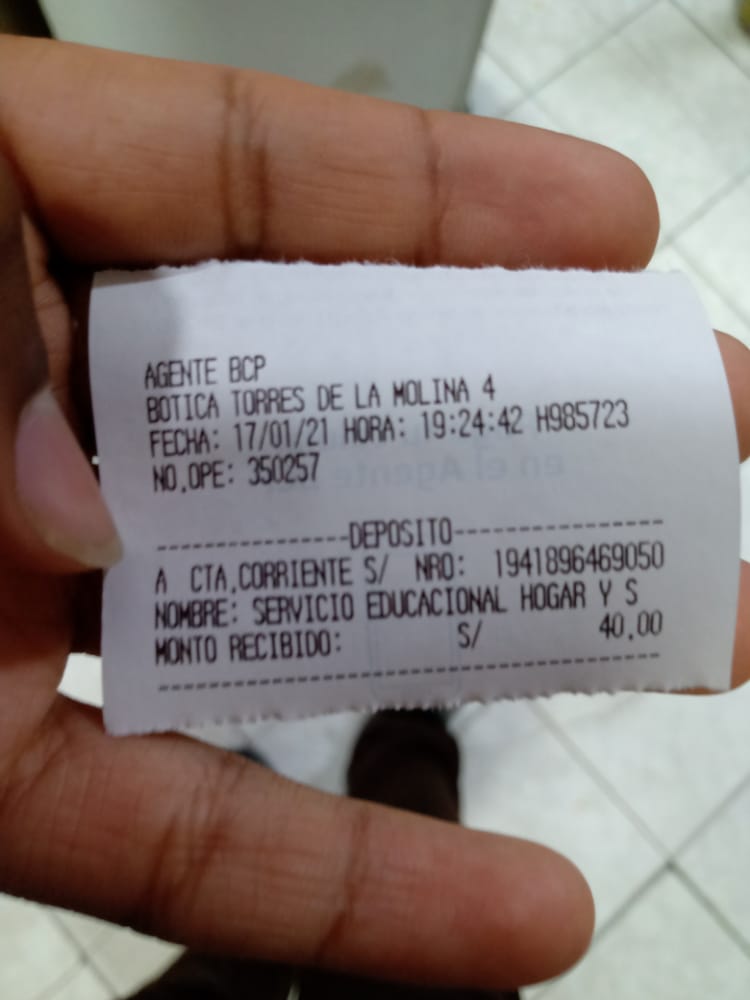 AGENTE BCP
BOTICA TORRES DE LA MOLINA 4
FECHA: 17/01/21 HORA: 19:24:42 H985723
NO.OPE: 350257
---------------DEPOSITO----------------
A CTA.CORRIENTE S/ NRO: 1941896469050
NOMBRE: SERVICIO EDUCACIONAL HOGAR Y S
MONTO RECIBIDO: S/ 40.00
---------------------------------------